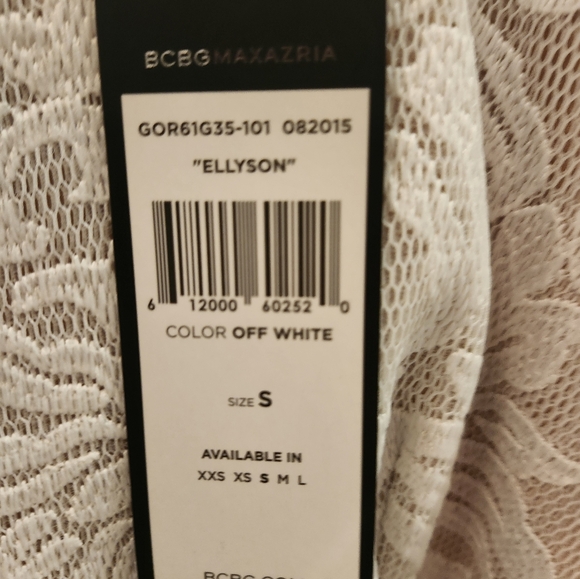 BCBGMAXAZRIA
GOR61G35-101 082015
"ELLYSON"
6 12000 60252 0
COLOR OFF WHITE
SIZE S
AVAILABLE IN
XXS XS S M L